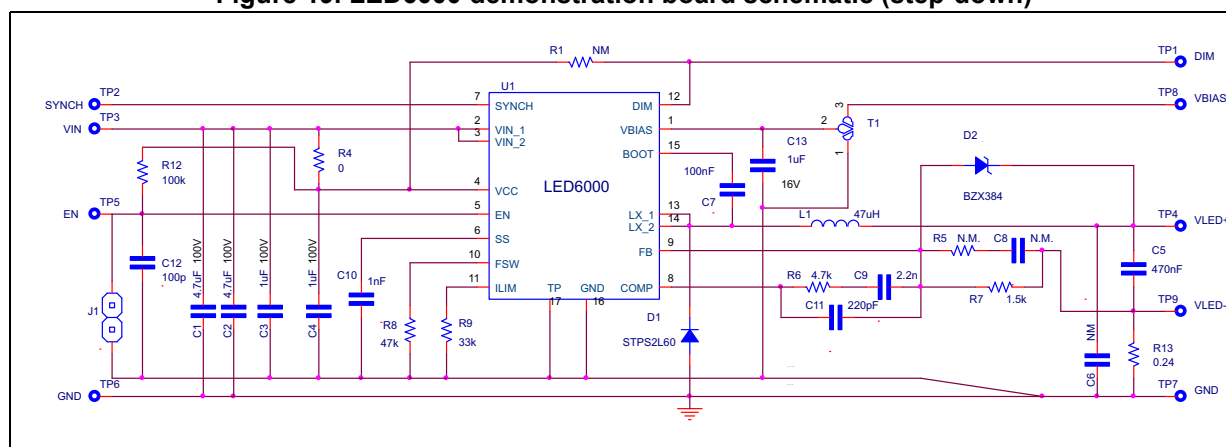 Figure 10. LED6000 demonstration board schematic (step-down)
R1 NM
TP1 DIM
U1
SYNCH TP2
7 SYNCH
DIM 12
TP8 VBIAS
VIN TP3
2 VIN_1
3 VIN_2
VBIAS 1
3
2
1
T1
R12 100k
R4 0
BOOT 15
C13 1uF 16V
D2 BZX384
LED6000
4 VCC
100nF C7
EN TP5
5 EN
LX_1 13
LX_2 14
L1 47uH
TP4 VLED+
6 SS
FB 9
R5 N.M. C8 N.M.
C12 100p
C10 1nF
10 FSW
C5 470nF
11 ILIM
COMP 8
R6 4.7k C9 2.2n
R7 1.5k
C11 220pF
TP 17
GND 16
4.7uF 100V C1
4.7uF 100V C2
1uF 100V C3
1uF 100V C4
J1
R8 47k
R9 33k
D1 STPS2L60
TP9 VLED-
NM C6
R13 0.24
GND TP6
TP7 GND